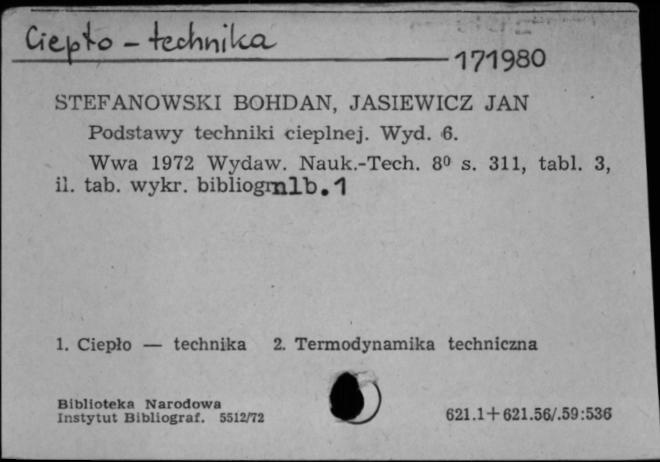 Ciepło - technika
171980
STEFANOWSKI BOHDAN, JASIEWICZ JAN
Podstawy techniki cieplnej. Wyd. 6.
Wwa 1972 Wydaw. Nauk.-Tech. 8⁰ s. 311, tabl. 3,
il. tab. wykr. bibliogr nlb. 1
1. Ciepło — technika 2. Termodynamika techniczna
Biblioteka Narodowa
Instytut Bibliograf. 5512/72
621.1+621.56/.59:536